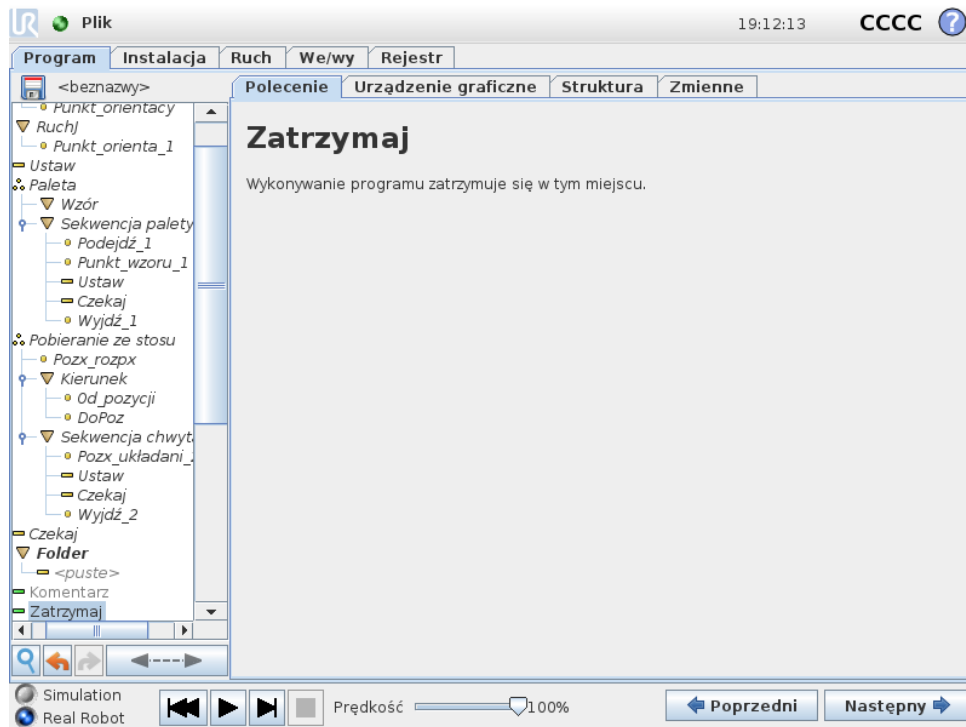 Plik 19:12:13 CCCC ?
Program Instalacja Ruch We/wy Rejestr
<beznazwy>
Polecenie Urządzenie graficzne Struktura Zmienne
Punkt_orientacy
RuchJ
Punkt_orienta_1
Ustaw
Paleta
Wzór
Sekwencja palety
Podejdź_1
Punkt_wzoru_1
Ustaw
Czekaj
Wyjdź_1
Pobieranie ze stosu
Pozx_rozpx
Kierunek
Od_pozycji
DoPoz
Sekwencja chwyt
Pozx_układani_
Ustaw
Czekaj
Wyjdź_2
Czekaj
Folder
<puste>
Komentarz
Zatrzymaj
Zatrzymaj
Wykonywanie programu zatrzymuje się w tym miejscu.
Simulation
Real Robot
Prędkość 100%
Poprzedni Następny